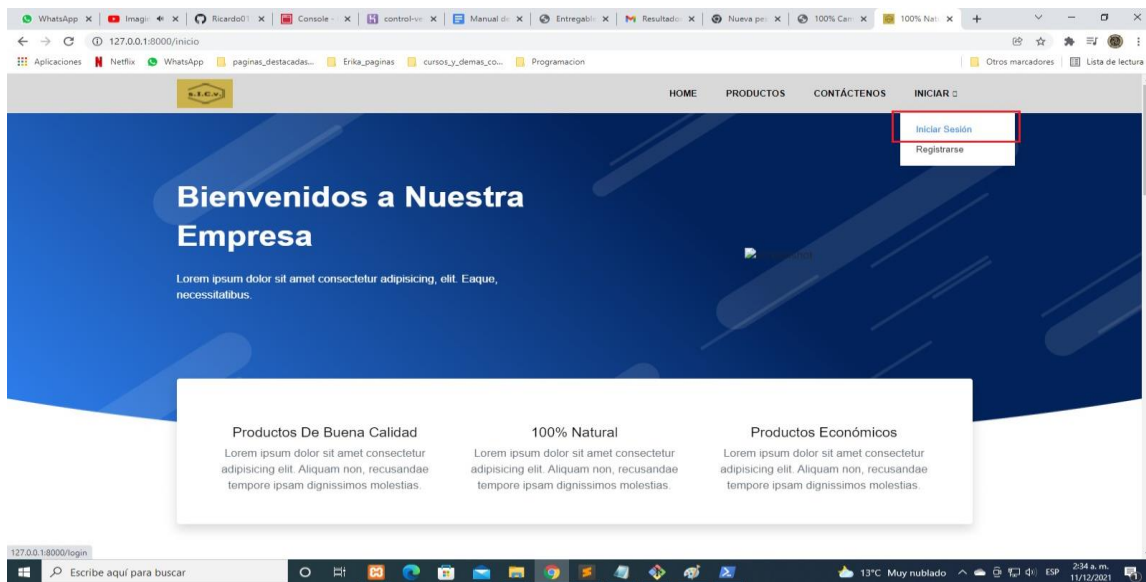 WhatsApp
Imagin
Ricardo01
Console -
control-ve
Manual de
Entregable
Resultados
Nueva pes
100% Cam
100% Nat
127.0.0.1:8000/inicio
Aplicaciones Netflix WhatsApp paginas_destacadas... Erika_paginas cursos_y_demas_co... Programacion Otros marcadores Lista de lectura
S.I.C.V.
HOME PRODUCTOS CONTÁCTENOS INICIAR
Iniciar Sesión
Registrarse
Bienvenidos a Nuestra
Empresa
Lorem ipsum dolor sit amet consectetur adipisicing, elit. Eaque,
necessitatibus.
Productos De Buena Calidad
Lorem ipsum dolor sit amet consectetur
adipisicing elit. Aliquam non, recusandae
tempore ipsam dignissimos molestias.
100% Natural
Lorem ipsum dolor sit amet consectetur
adipisicing elit. Aliquam non, recusandae
tempore ipsam dignissimos molestias.
Productos Económicos
Lorem ipsum dolor sit amet consectetur
adipisicing elit. Aliquam non, recusandae
tempore ipsam dignissimos molestias.
127.0.0.1:8000/login
Escribe aquí para buscar
13°C Muy nublado
ESP
2:34 a. m.
11/12/2021